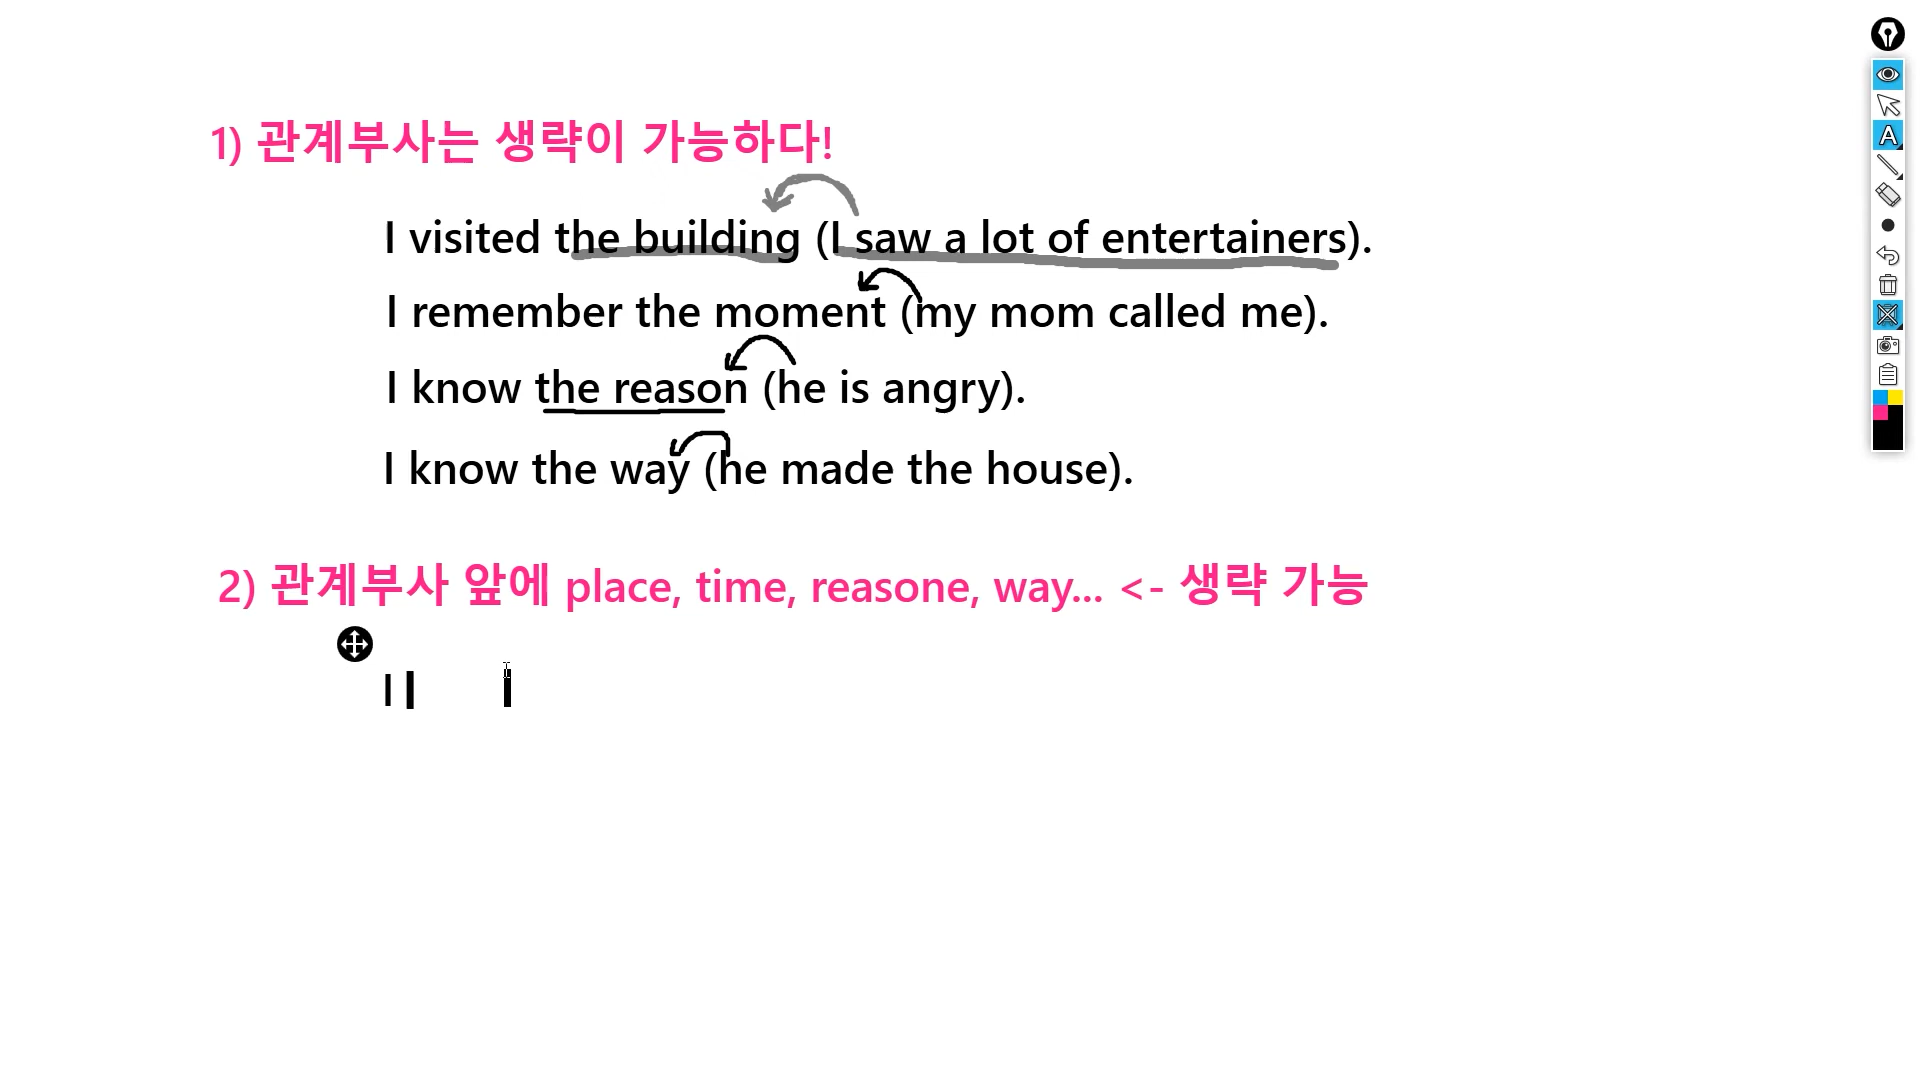 1) 관계부사는 생략이 가능하다!
I visited the building (I saw a lot of entertainers).
I remember the moment (my mom called me).
I know the reason (he is angry).
I know the way (he made the house).
2) 관계부사 앞에 place, time, reasone, way... <- 생략 가능
I